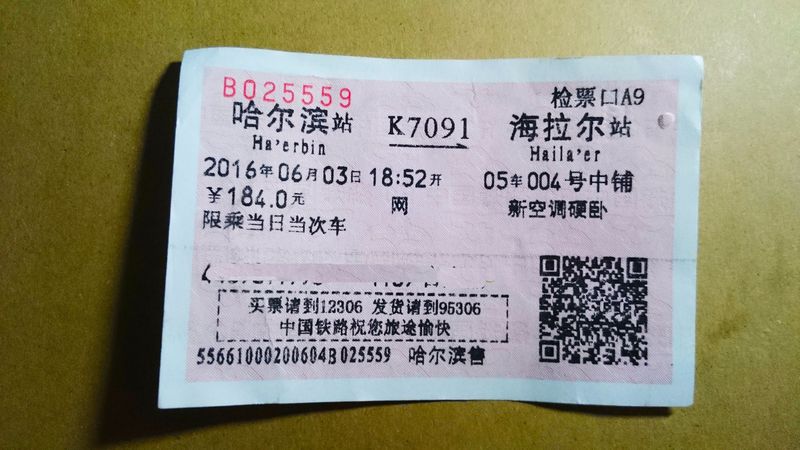 B025559 检票口A9
哈尔滨站 K7091 海拉尔站
Ha'erbin Haila'er
2016年06月03日18:52开 05车004号中铺
￥184.0元 网 新空调硬卧
限乘当日当次车
买票请到12306 发货请到95306
中国铁路祝您旅途愉快
55661000200604B025559 哈尔滨售